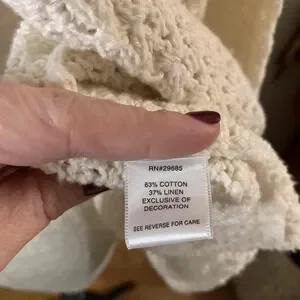 RN#29685
63% COTTON
37% LINEN
EXCLUSIVE OF
DECORATION
SEE REVERSE FOR CARE